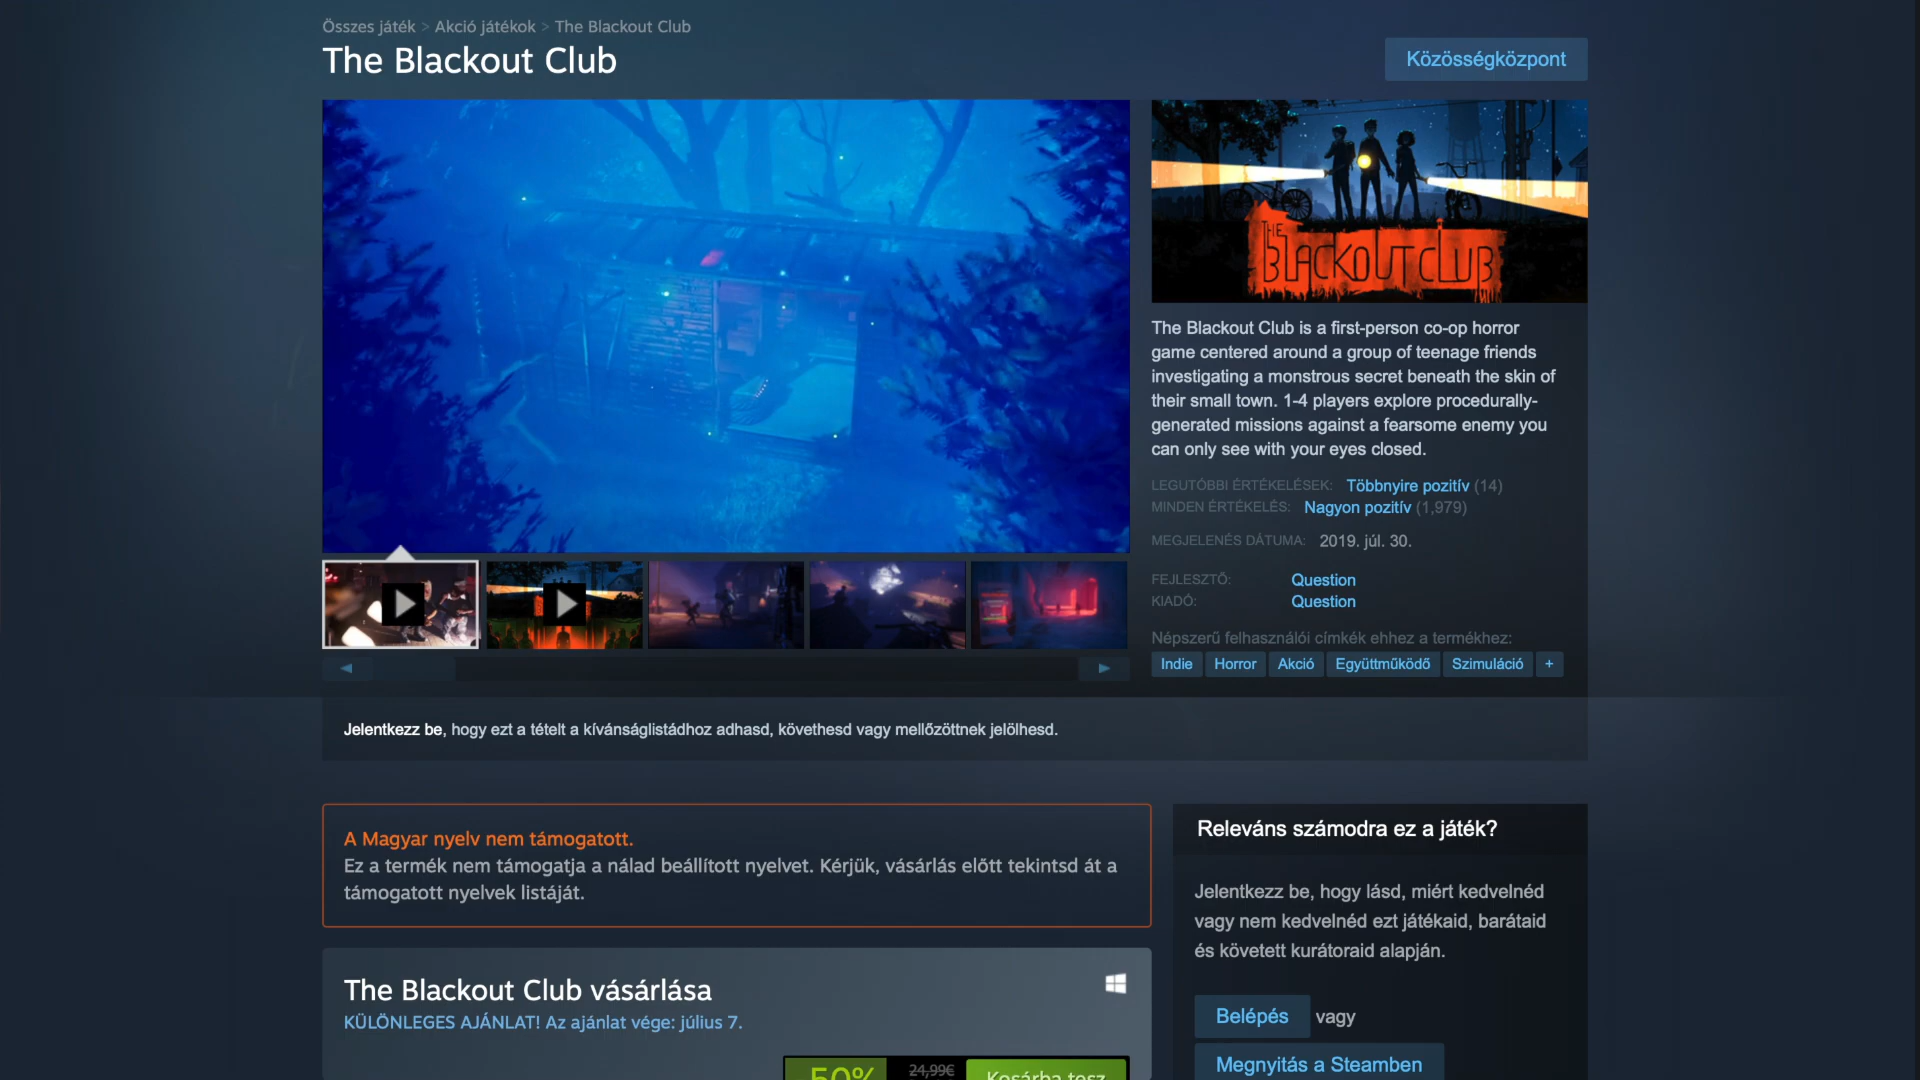 Összes játék > Akció játékok > The Blackout Club
The Blackout Club
Közösségközpont
THE
BLACKOUT CLUB
The Blackout Club is a first-person co-op horror
game centered around a group of teenage friends
investigating a monstrous secret beneath the skin of
their small town. 1-4 players explore procedurally-
generated missions against a fearsome enemy you
can only see with your eyes closed.
LEGUTÓBBI ÉRTÉKELÉSEK: Többnyire pozitív (14)
MINDEN ÉRTÉKELÉS: Nagyon pozitív (1,979)
MEGJELENÉS DÁTUMA: 2019. júl. 30.
FEJLESZTŐ: Question
KIADÓ: Question
Népszerű felhasználói címkék ehhez a termékhez:
Indie Horror Akció Együttműködő Szimuláció +
Jelentkezz be, hogy ezt a tételt a kívánságlistádhoz adhasd, követhesd vagy mellőzöttnek jelölhesd.
A Magyar nyelv nem támogatott.
Ez a termék nem támogatja a nálad beállított nyelvet. Kérjük, vásárlás előtt tekintsd át a
támogatott nyelvek listáját.
The Blackout Club vásárlása
KÜLÖNLEGES AJÁNLAT! Az ajánlat vége: július 7.
-50% 24,99€ Kosárba tesz
Releváns számodra ez a játék?
Jelentkezz be, hogy lásd, miért kedvelnéd
vagy nem kedvelnéd ezt játékaid, barátaid
és követett kurátoraid alapján.
Belépés vagy
Megnyitás a Steamben